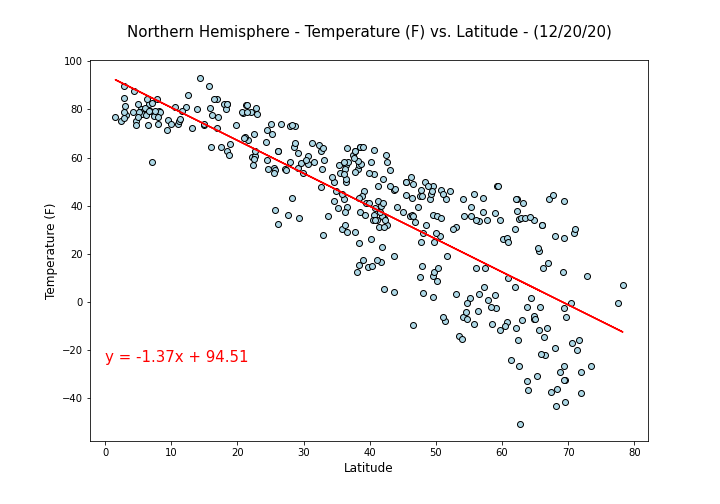 Northern Hemisphere - Temperature (F) vs. Latitude - (12/20/20)
100
80
60
40
20
0
−20
−40
Temperature (F)
y = -1.37x + 94.51
0 10 20 30 40 50 60 70 80
Latitude